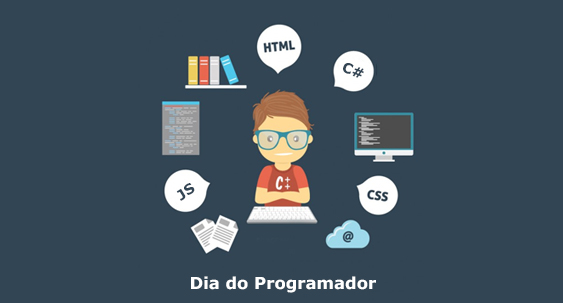 HTML
C#
JS
C++
CSS
@
Dia do Programador